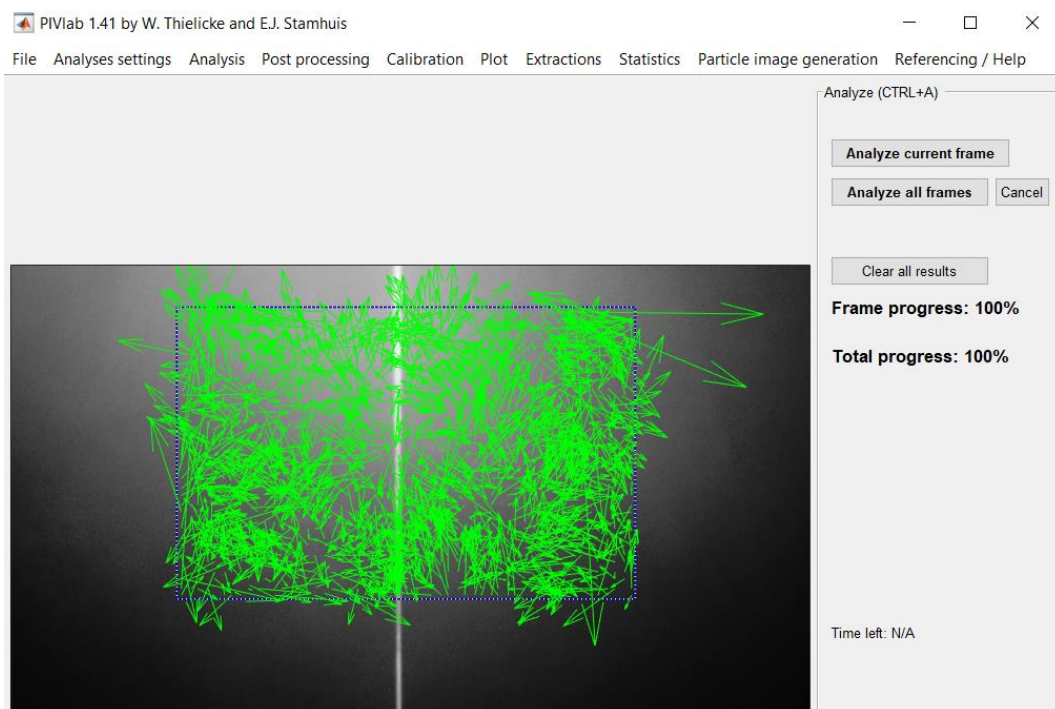 PIVlab 1.41 by W. Thielicke and E.J. Stamhuis
File Analyses settings Analysis Post processing Calibration Plot Extractions Statistics Particle image generation Referencing / Help
Analyze (CTRL+A)
Analyze current frame
Analyze all frames Cancel
Clear all results
Frame progress: 100%
Total progress: 100%
Time left: N/A